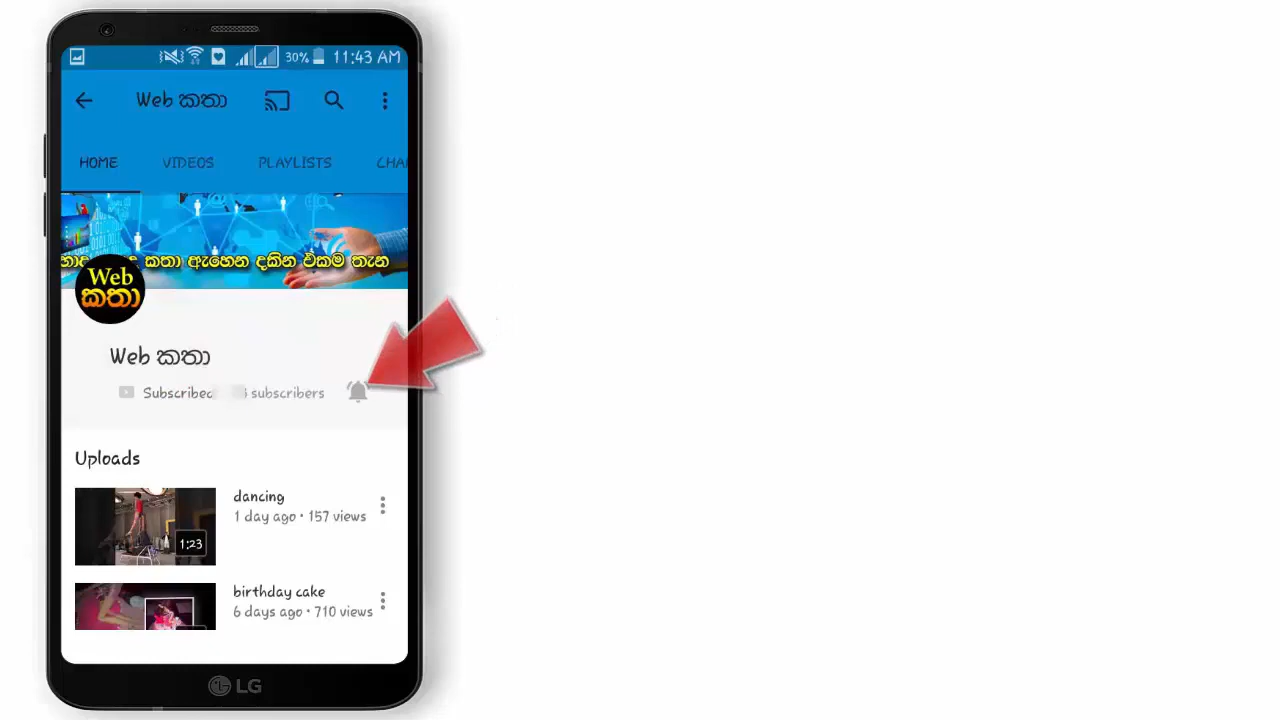 30% 11:43 AM
Web කතා
HOME VIDEOS PLAYLISTS
කතා ඇහෙන දකින එකම තැන
Web
කතා
Web කතා
Subscribed subscribers
Uploads
dancing
1 day ago • 157 views
1:23
birthday cake
6 days ago • 710 views
LG